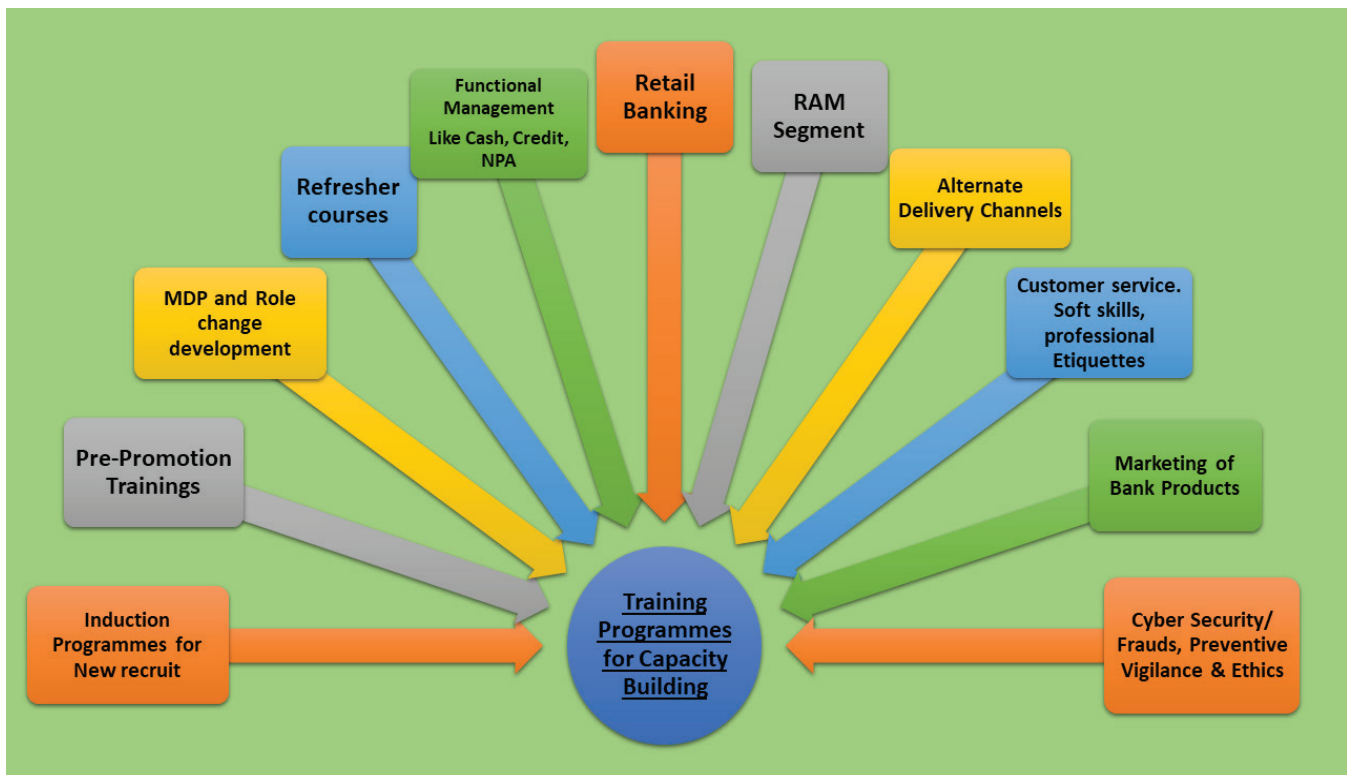 Induction
Programmes for
New recruit
Pre-Promotion
Trainings
MDP and Role
change
development
Refresher
courses
Functional
Management
Like Cash, Credit,
NPA
Retail
Banking
RAM
Segment
Alternate
Delivery Channels
Customer service.
Soft skills,
professional
Etiquettes
Marketing of
Bank Products
Cyber Security/
Frauds, Preventive
Vigilance & Ethics
Training
Programmes
for Capacity
Building